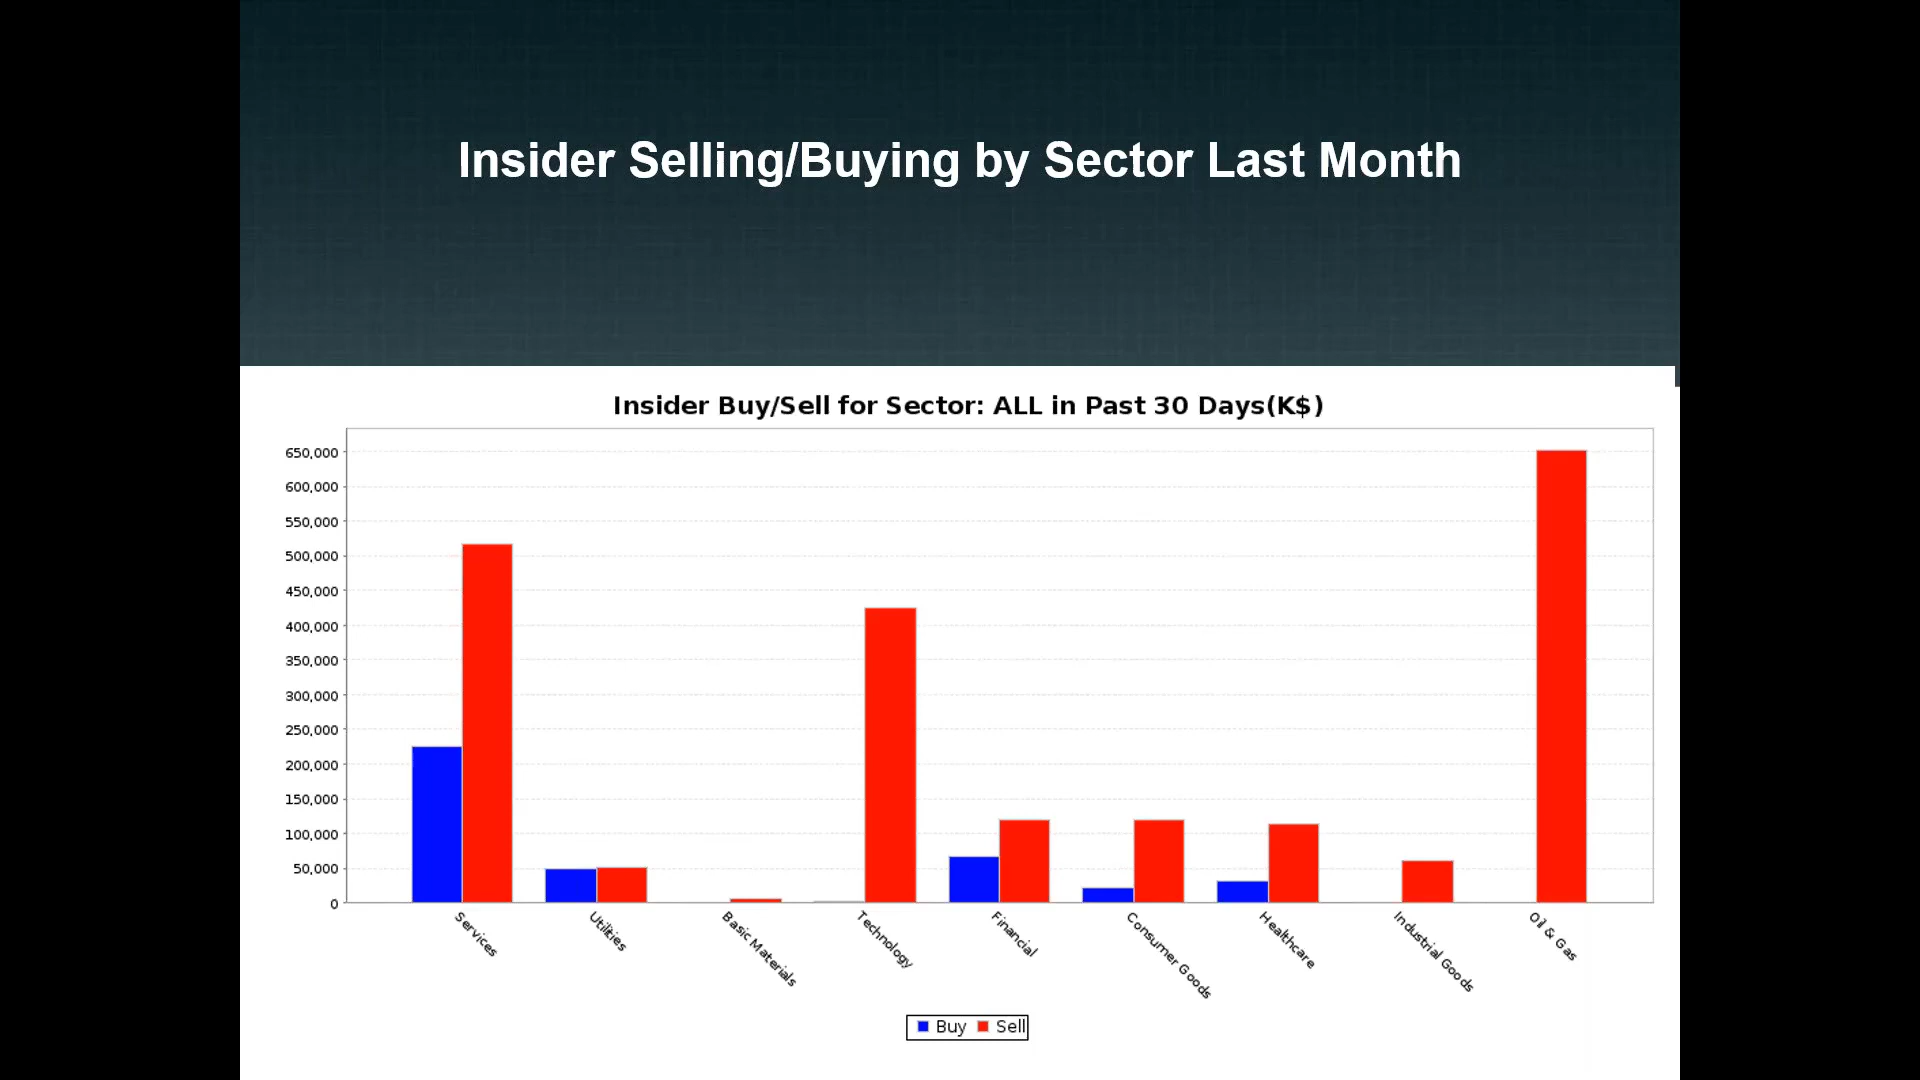 Insider Selling/Buying by Sector Last Month
Insider Buy/Sell for Sector: ALL in Past 30 Days(K$)
650,000
600,000
550,000
500,000
450,000
400,000
350,000
300,000
250,000
200,000
150,000
100,000
50,000
0
Services
Utilities
Basic Materials
Technology
Financial
Consumer Goods
Healthcare
Industrial Goods
Oil & Gas
Buy Sell